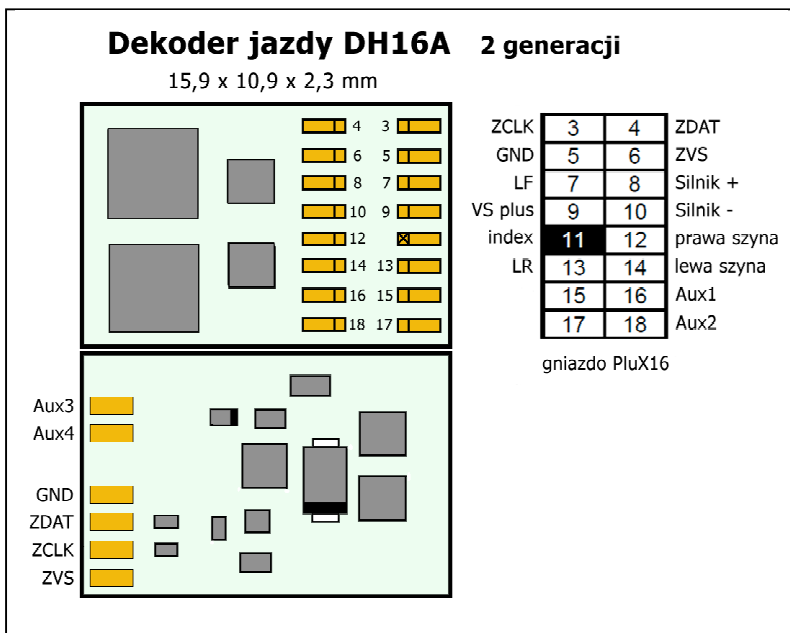 Dekoder jazdy DH16A 2 generacji
15,9 x 10,9 x 2,3 mm
4 3
6 5
8 7
10 9
12
14 13
16 15
18 17
ZCLK 3 4 ZDAT
GND 5 6 ZVS
LF 7 8 Silnik +
VS plus 9 10 Silnik -
index 11 12 prawa szyna
LR 13 14 lewa szyna
15 16 Aux1
17 18 Aux2
gniazdo PluX16
Aux3
Aux4
GND
ZDAT
ZCLK
ZVS